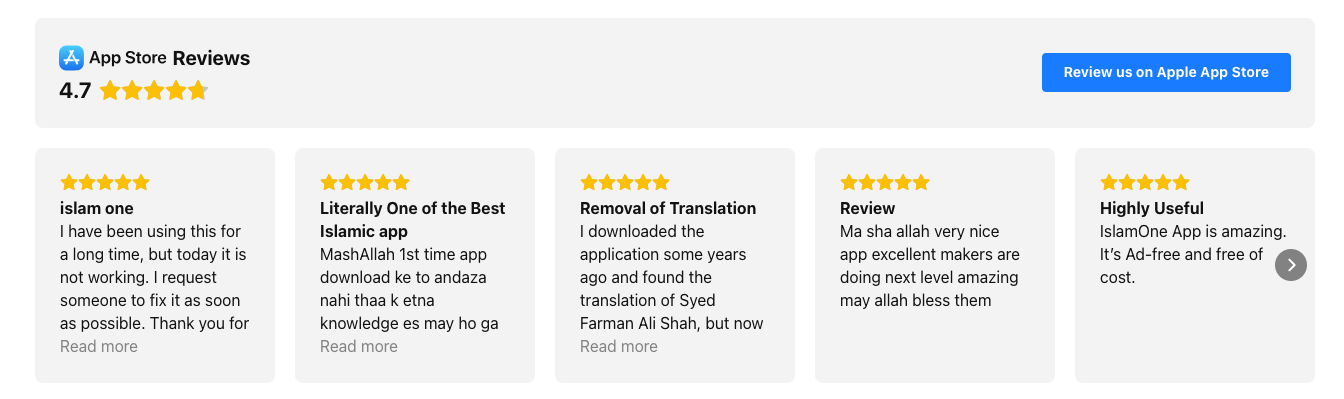 App Store Reviews
4.7
Review us on Apple App Store
islam one
I have been using this for
a long time, but today it is
not working. I request
someone to fix it as soon
as possible. Thank you for
Read more
Literally One of the Best
Islamic app
MashAllah 1st time app
download ke to andaza
nahi thaa k etna
knowledge es may ho ga
Read more
Removal of Translation
I downloaded the
application some years
ago and found the
translation of Syed
Farman Ali Shah, but now
Read more
Review
Ma sha allah very nice
app excellent makers are
doing next level amazing
may allah bless them
Highly Useful
IslamOne App is amazing.
It’s Ad-free and free of
cost.